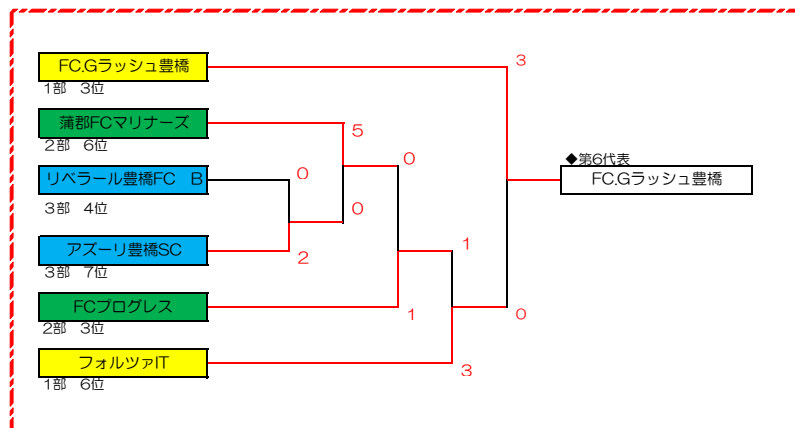 FC.Gラッシュ豊橋
1部 3位
3
蒲郡FCマリナーズ
2部 6位
5
0
◆第6代表
FC.Gラッシュ豊橋
リベラール豊橋FC B
3部 4位
0
0
アズーリ豊橋SC
3部 7位
2
1
FCプログレス
2部 3位
1
0
フォルツァIT
1部 6位
3